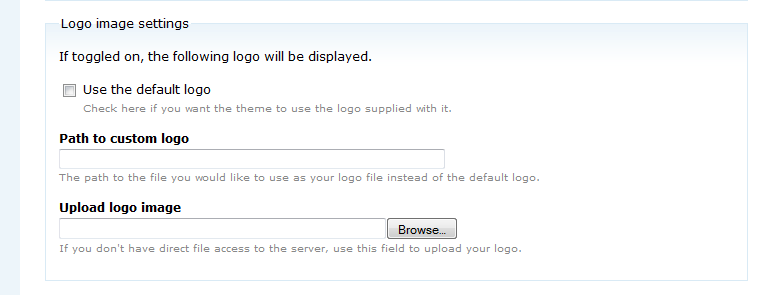 Logo image settings
If toggled on, the following logo will be displayed.
Use the default logo
Check here if you want the theme to use the logo supplied with it.
Path to custom logo
The path to the file you would like to use as your logo file instead of the default logo.
Upload logo image
Browse...
If you don't have direct file access to the server, use this field to upload your logo.